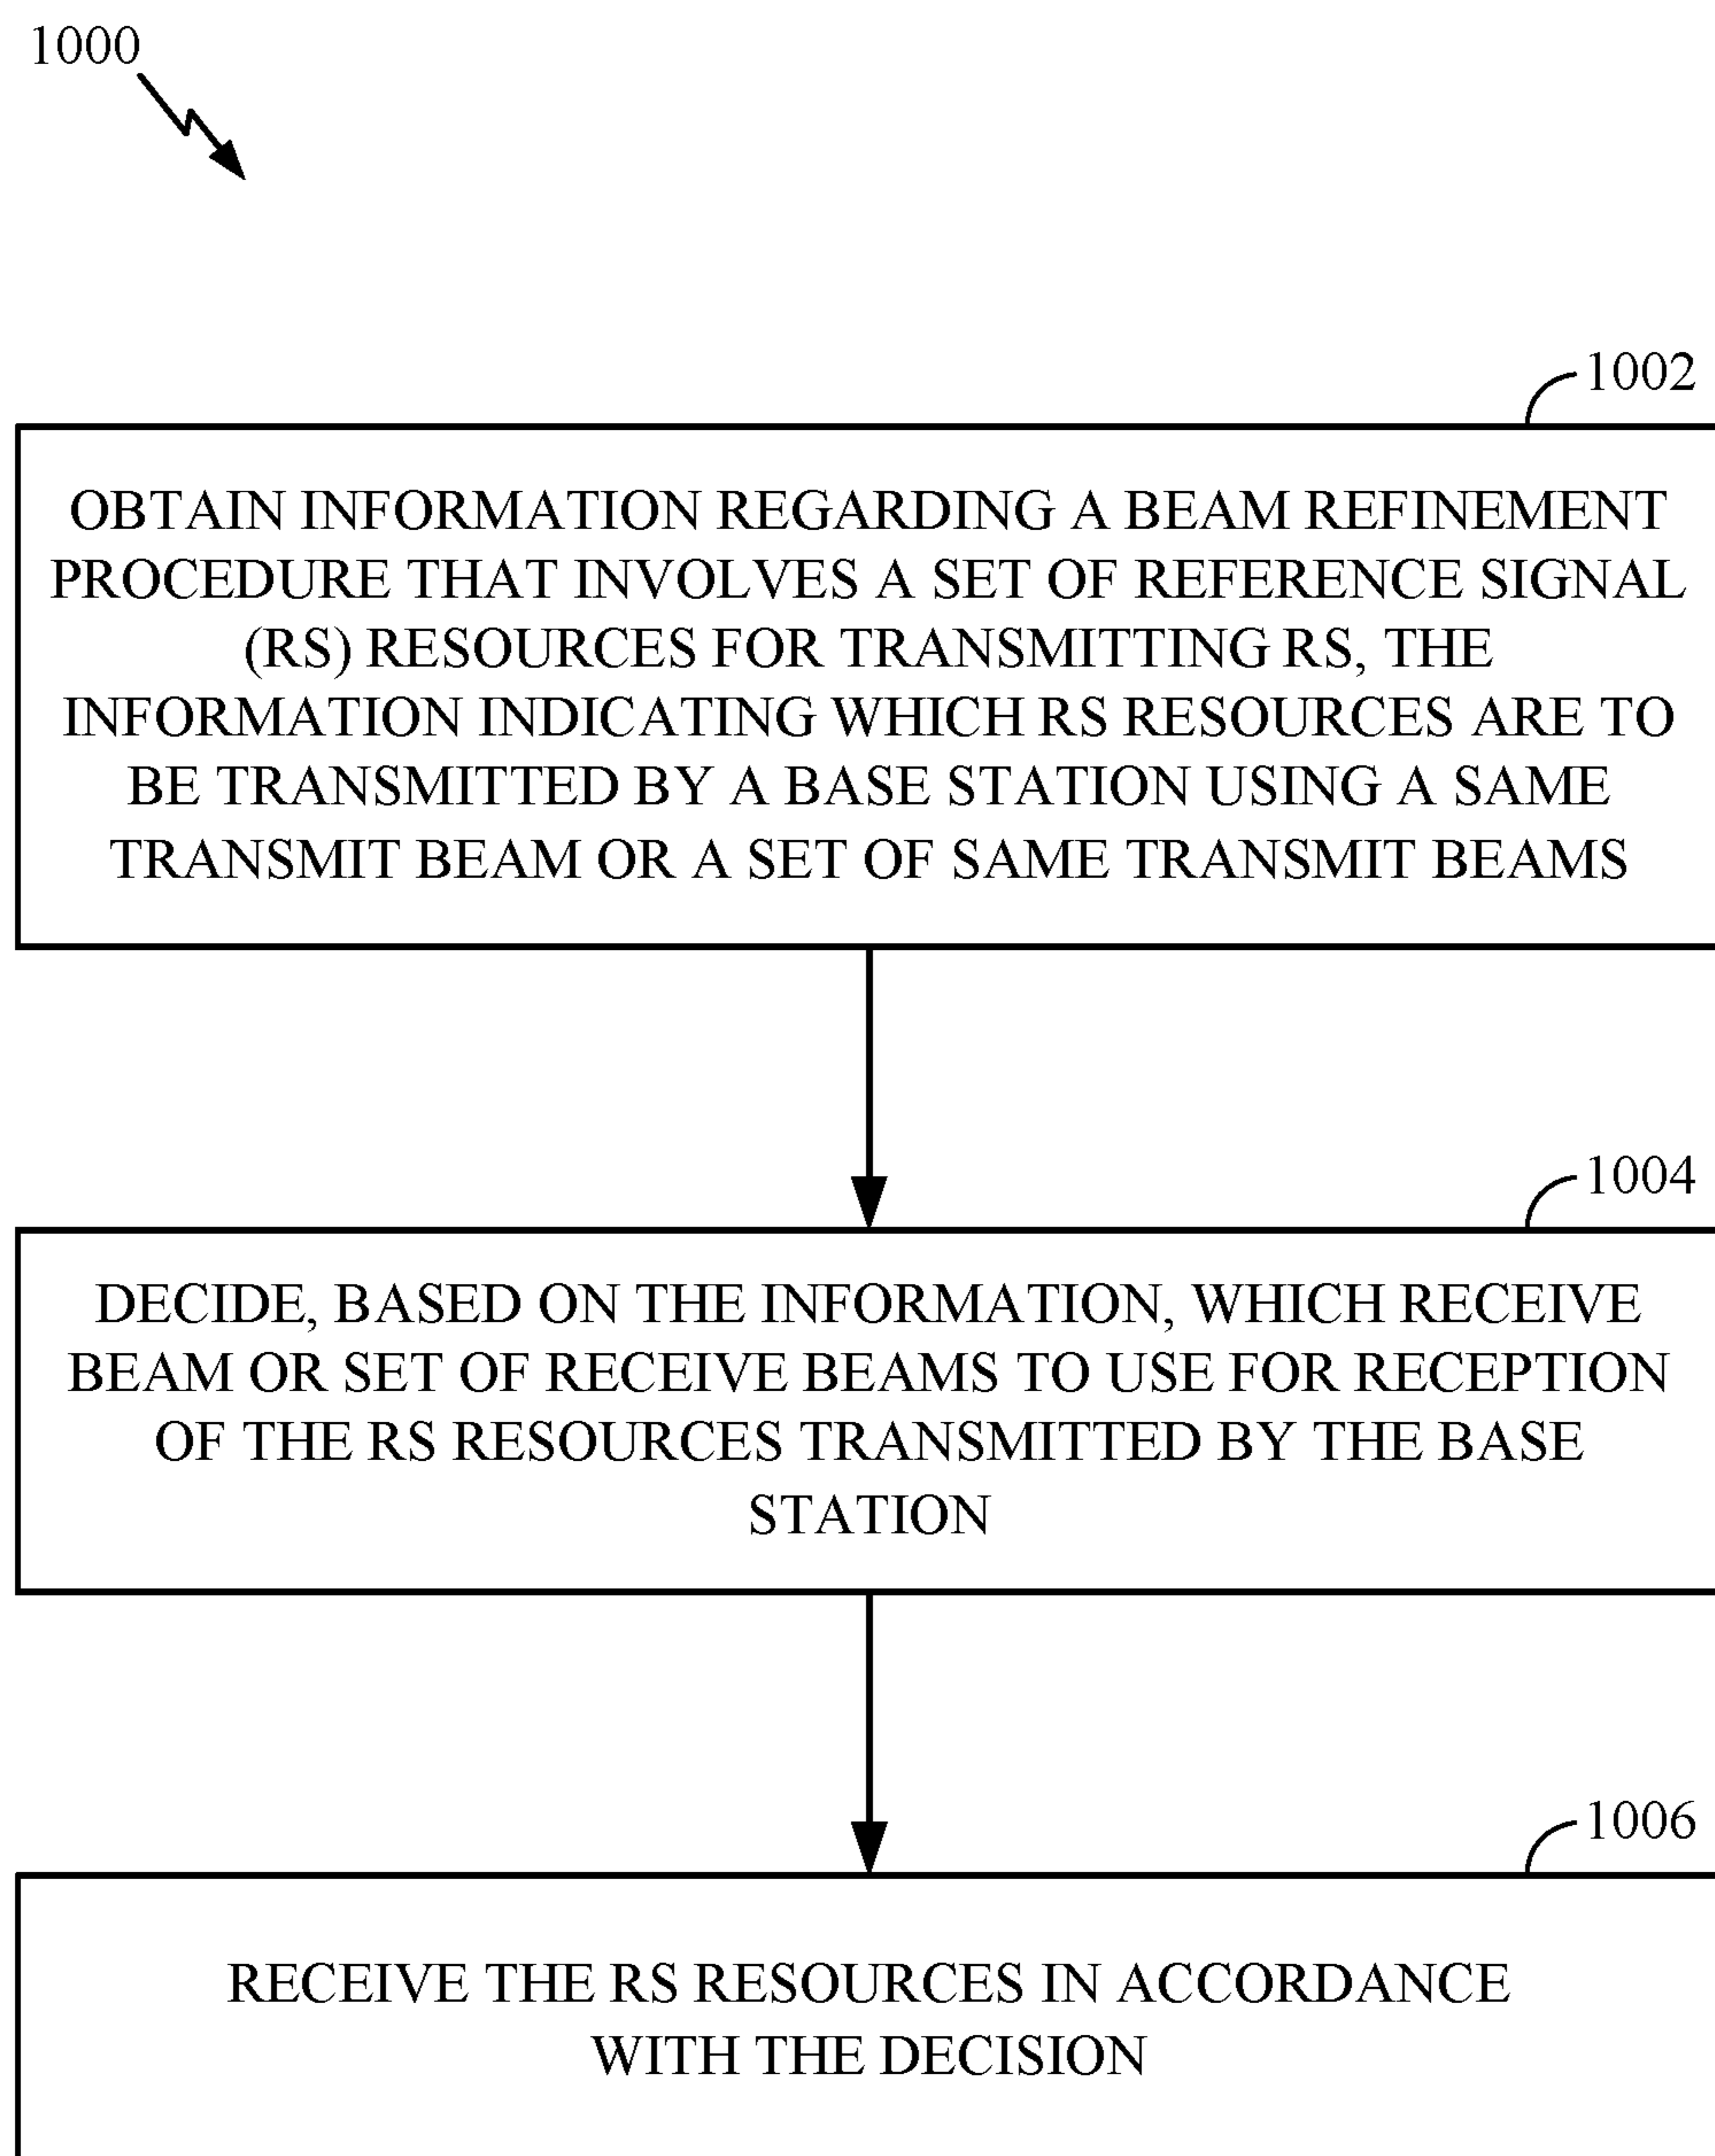 1000
1002
OBTAIN INFORMATION REGARDING A BEAM REFINEMENT
PROCEDURE THAT INVOLVES A SET OF REFERENCE SIGNAL
(RS) RESOURCES FOR TRANSMITTING RS, THE
INFORMATION INDICATING WHICH RS RESOURCES ARE TO
BE TRANSMITTED BY A BASE STATION USING A SAME
TRANSMIT BEAM OR A SET OF SAME TRANSMIT BEAMS
1004
DECIDE, BASED ON THE INFORMATION, WHICH RECEIVE
BEAM OR SET OF RECEIVE BEAMS TO USE FOR RECEPTION
OF THE RS RESOURCES TRANSMITTED BY THE BASE
STATION
1006
RECEIVE THE RS RESOURCES IN ACCORDANCE
WITH THE DECISION